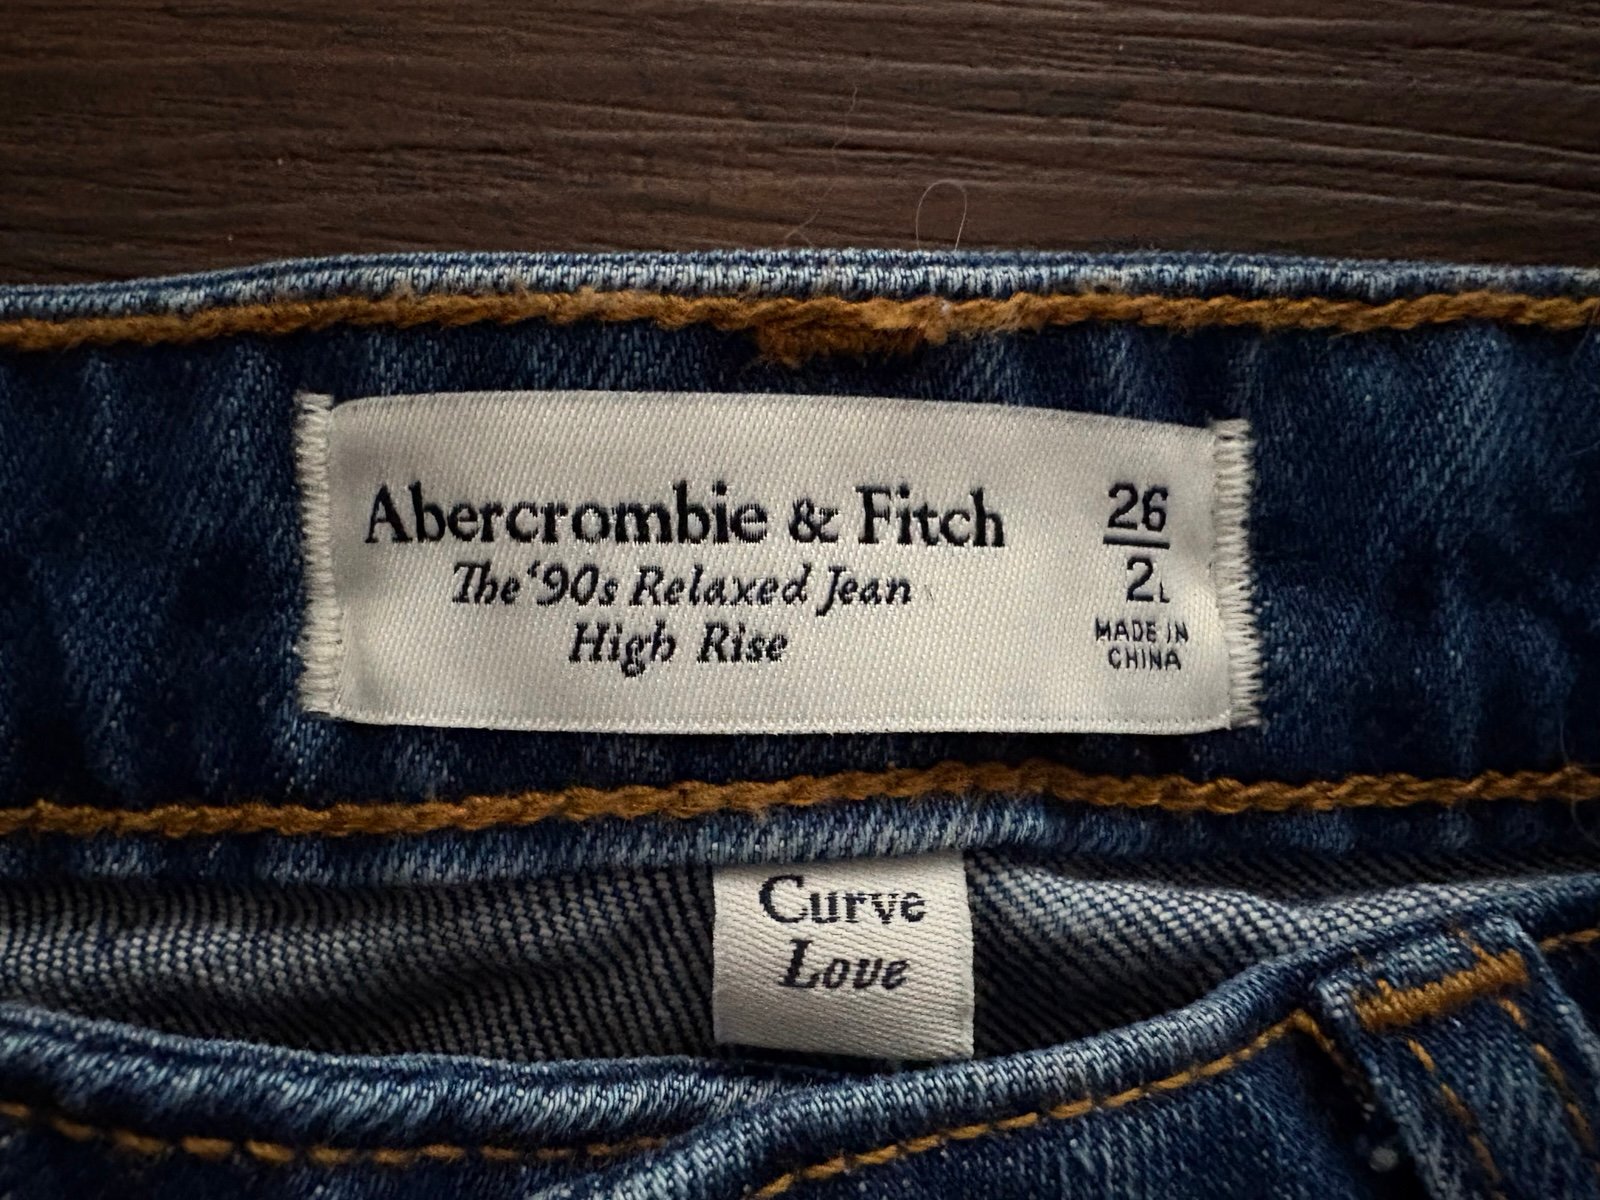 Abercrombie & Fitch
The ‘90s Relaxed Jean
High Rise
26
2L
MADE IN
CHINA
Curve
Love